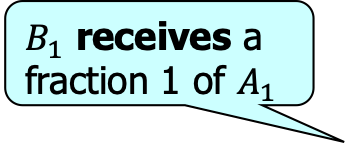 B₁ receives a
fraction 1 of A₁